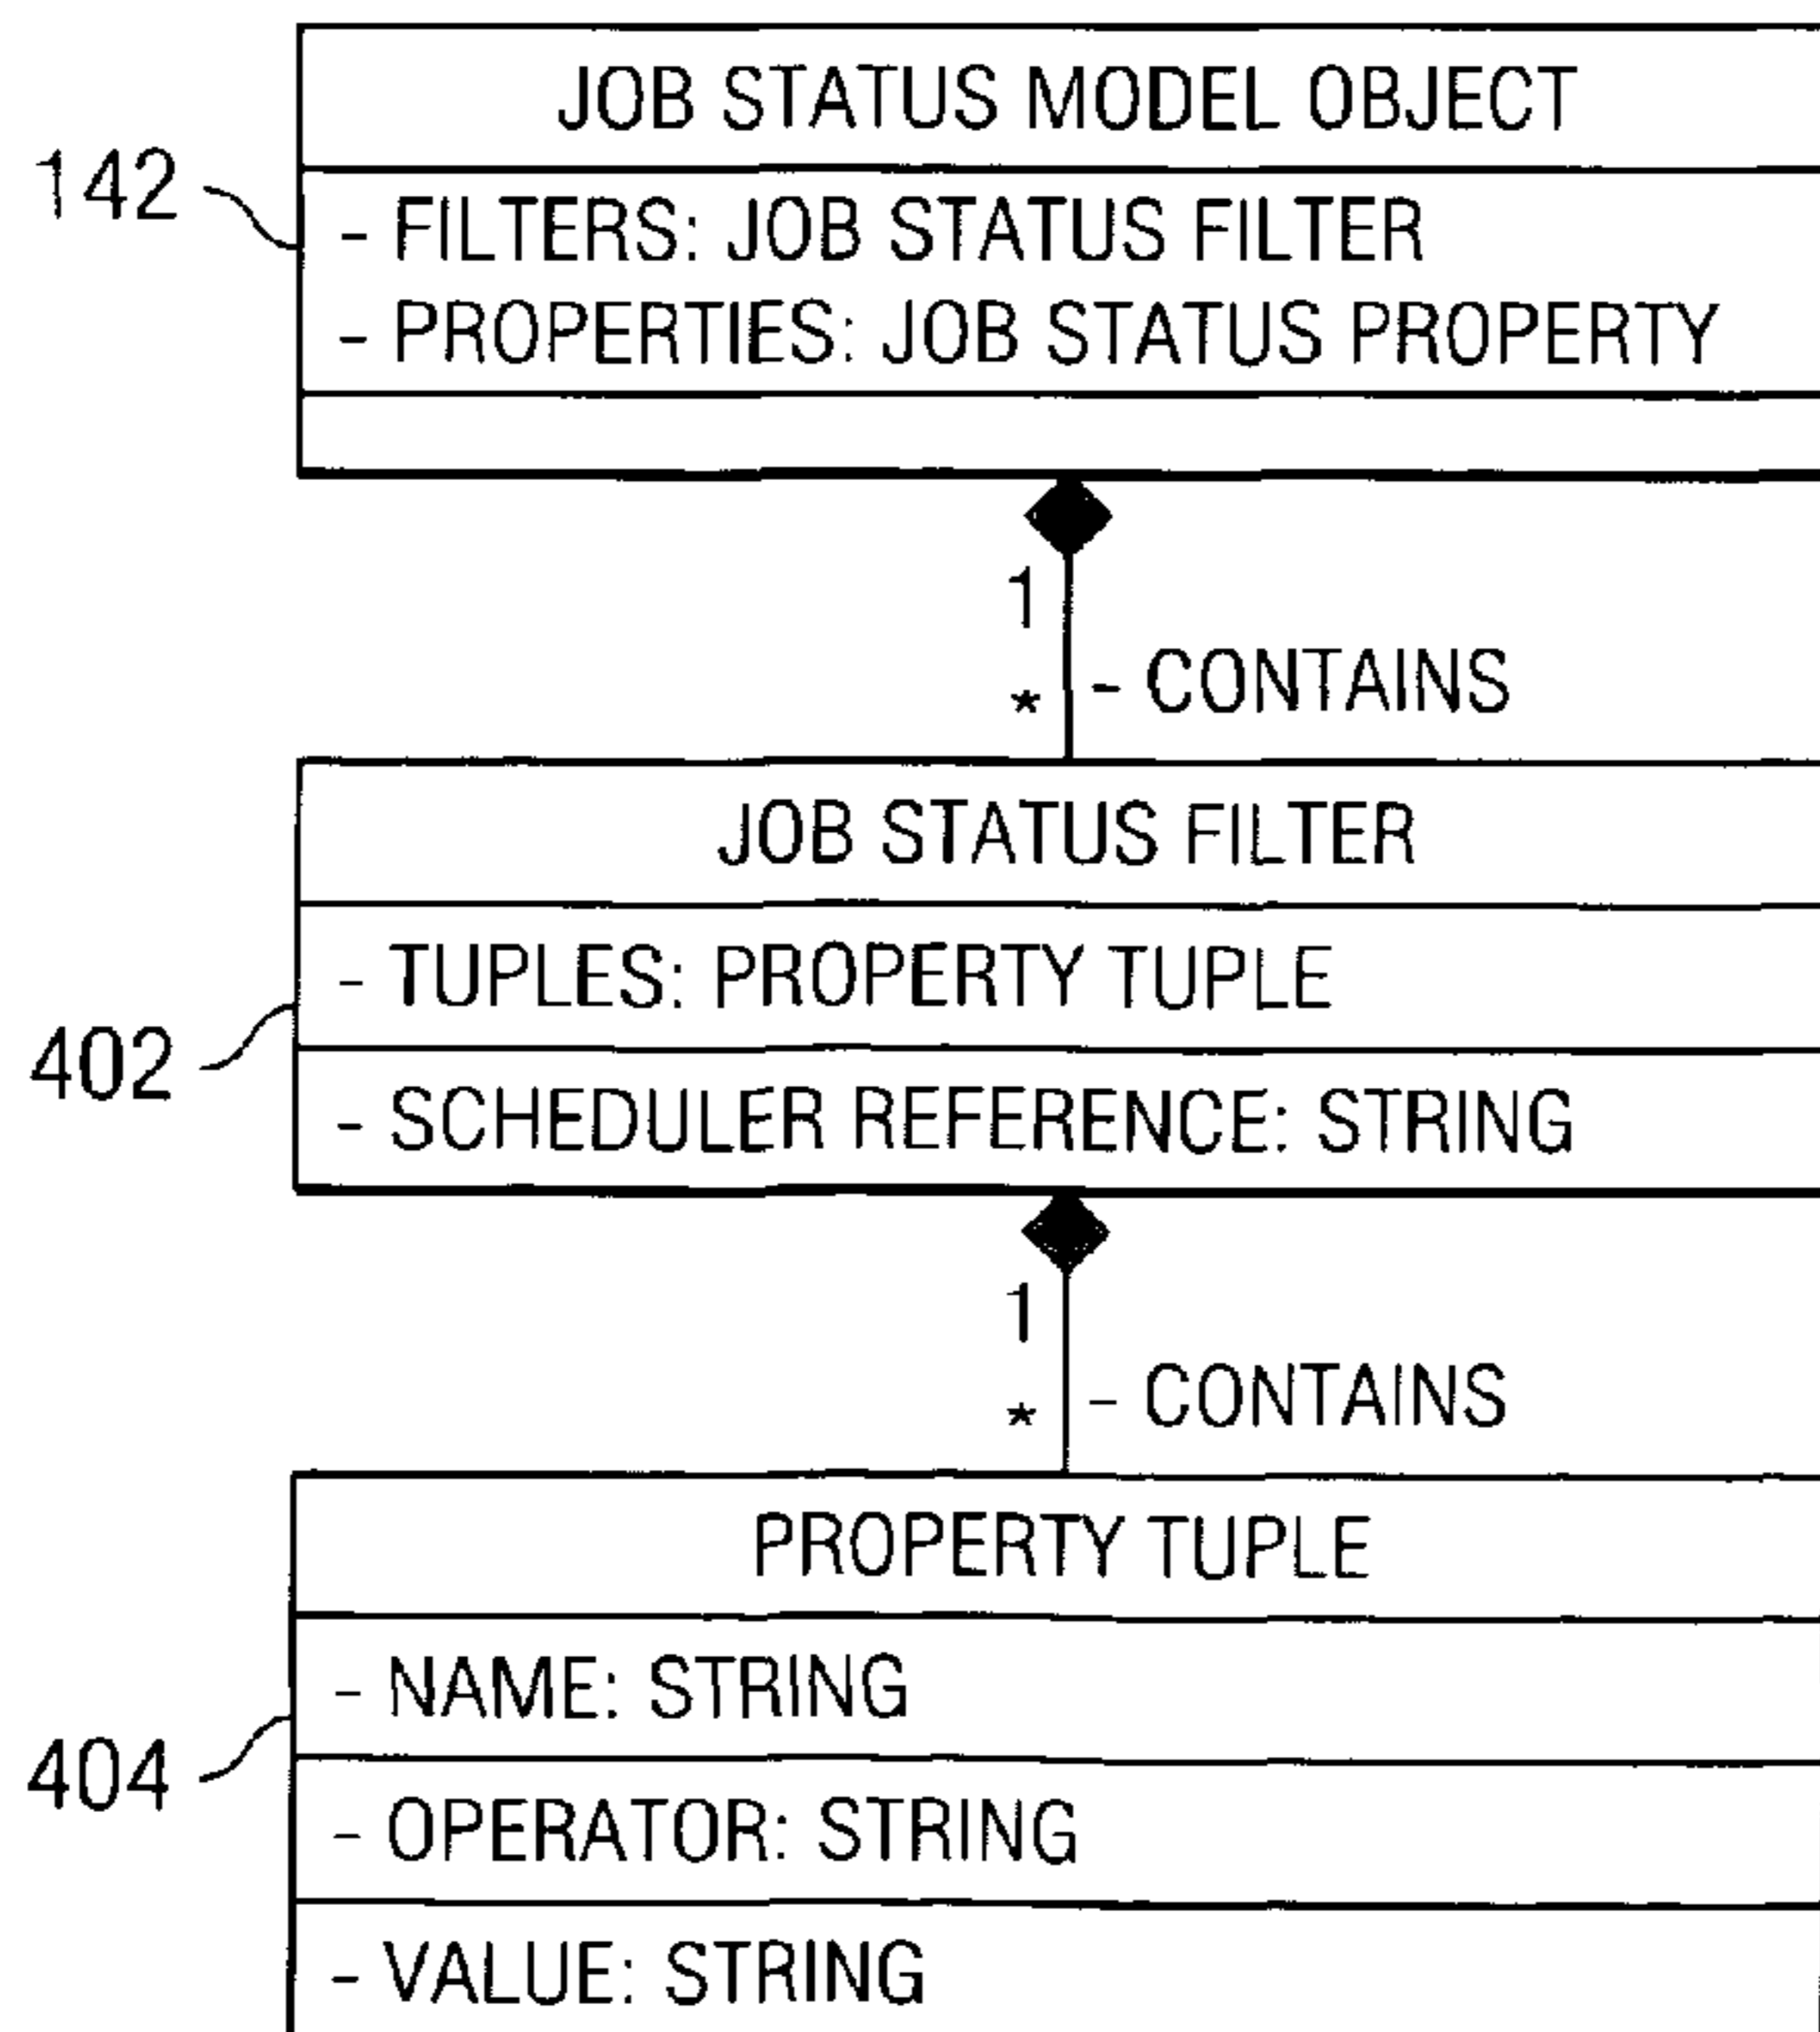 JOB STATUS MODEL OBJECT
142
- FILTERS: JOB STATUS FILTER
- PROPERTIES: JOB STATUS PROPERTY
1
* - CONTAINS
JOB STATUS FILTER
- TUPLES: PROPERTY TUPLE
402
- SCHEDULER REFERENCE: STRING
1
* - CONTAINS
PROPERTY TUPLE
- NAME: STRING
404
- OPERATOR: STRING
- VALUE: STRING